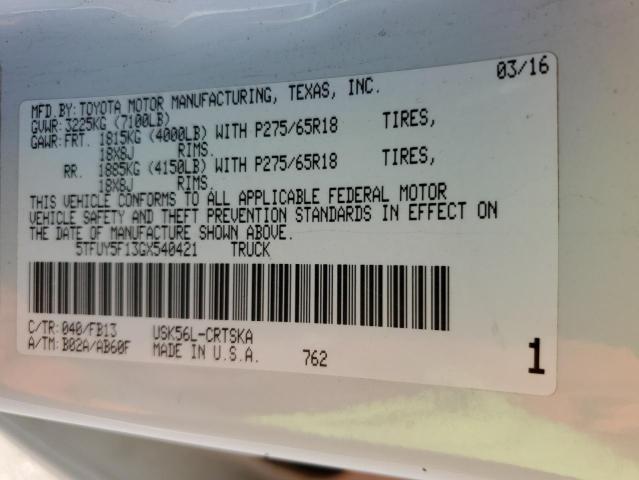 MFD.BY:TOYOTA MOTOR MANUFACTURING, TEXAS, INC. 03/16
GVWR: 3225KG (7100LB)
GAWR:FRT. 1815KG (4000LB) WITH P275/65R18 TIRES,
18X8J RIMS.
RR. 1885KG (4150LB) WITH P275/65R18 TIRES,
18X8J RIMS.
THIS VEHICLE CONFORMS TO ALL APPLICABLE FEDERAL MOTOR
VEHICLE SAFETY AND THEFT PREVENTION STANDARDS IN EFFECT ON
THE DATE OF MANUFACTURE SHOWN ABOVE.
5TFUY5F13GX540421 TRUCK
C/TR:040/FB13 USK56L-CRTSKA
A/TM:B02A/AB60F MADE IN U.S.A. 762 1